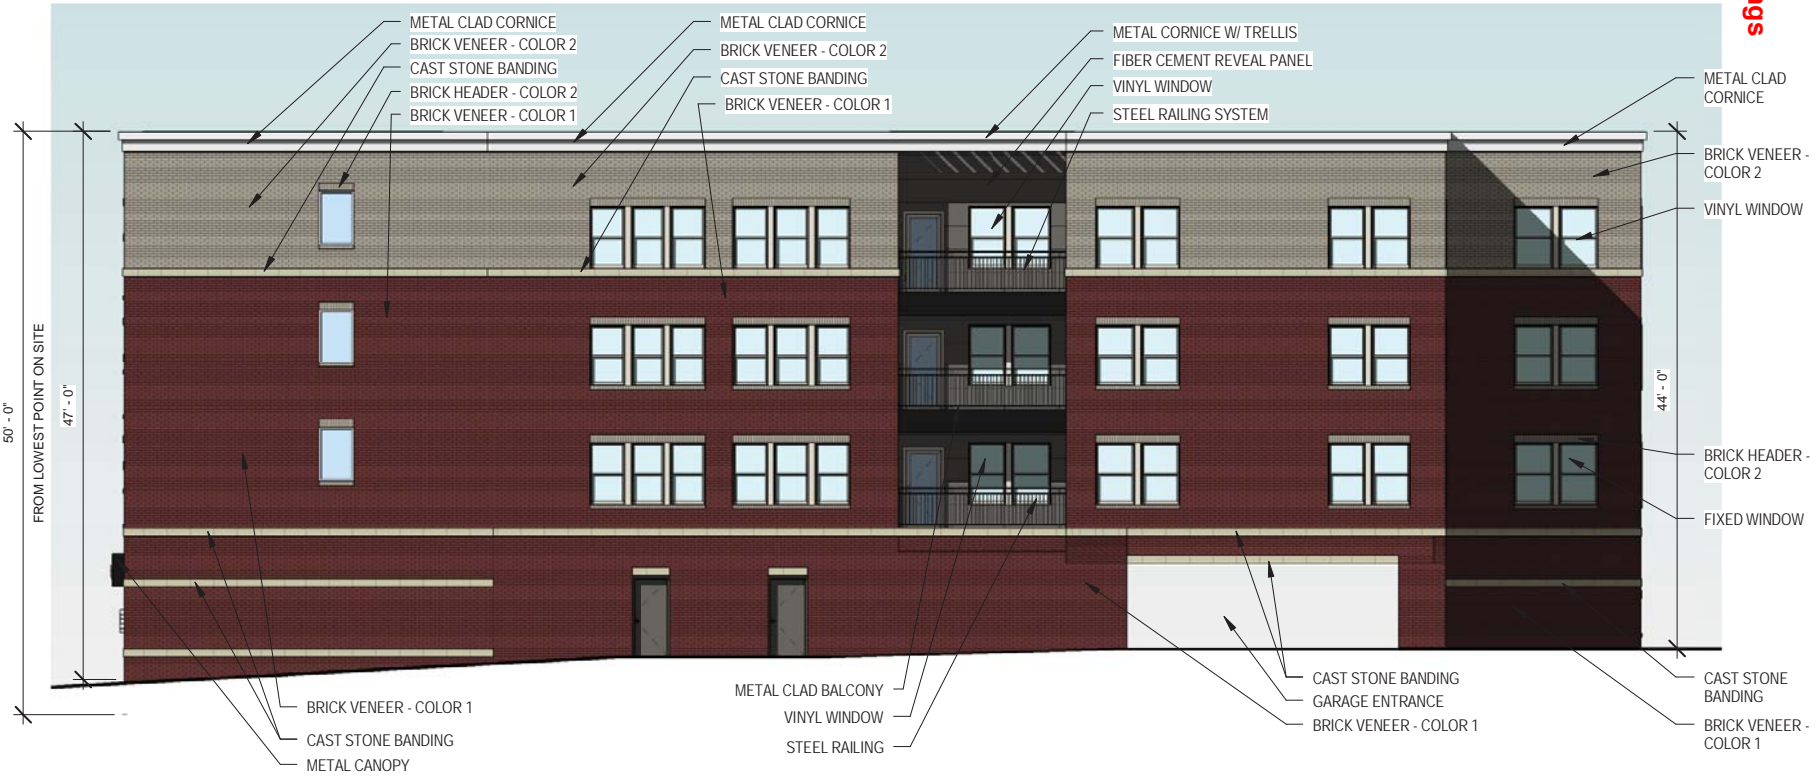 METAL CLAD CORNICE
BRICK VENEER - COLOR 2
CAST STONE BANDING
BRICK HEADER - COLOR 2
BRICK VENEER - COLOR 1
METAL CLAD CORNICE
BRICK VENEER - COLOR 2
CAST STONE BANDING
BRICK VENEER - COLOR 1
METAL CORNICE W/ TRELLIS
FIBER CEMENT REVEAL PANEL
VINYL WINDOW
STEEL RAILING SYSTEM
ngs
METAL CLAD
CORNICE
BRICK VENEER -
COLOR 2
VINYL WINDOW
50' - 0"
FROM LOWEST POINT ON SITE
47' - 0"
44' - 0"
BRICK HEADER -
COLOR 2
FIXED WINDOW
BRICK VENEER - COLOR 1
CAST STONE BANDING
METAL CANOPY
METAL CLAD BALCONY
VINYL WINDOW
STEEL RAILING
CAST STONE BANDING
GARAGE ENTRANCE
BRICK VENEER - COLOR 1
CAST STONE
BANDING
BRICK VENEER -
COLOR 1